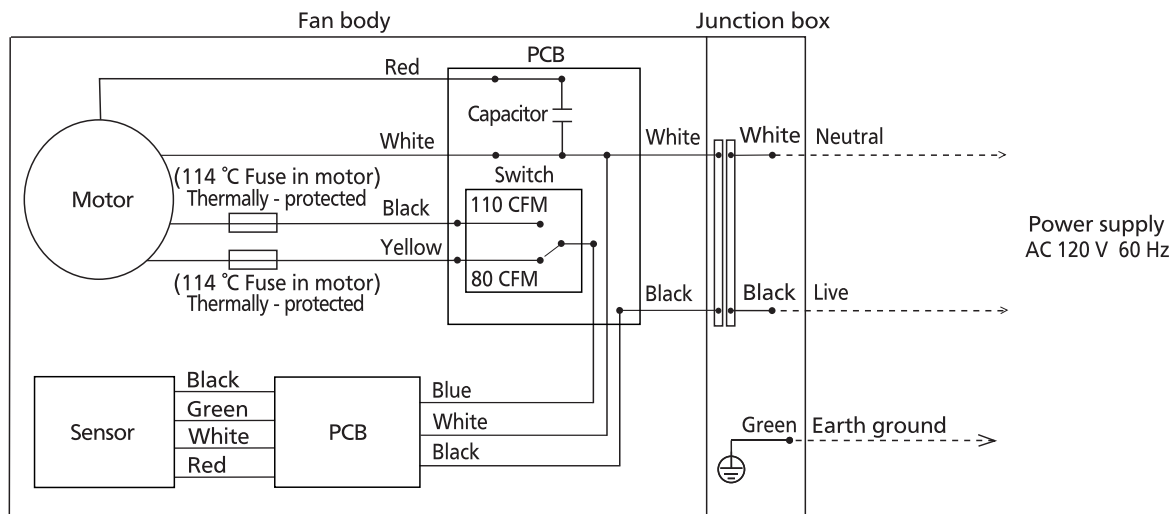 Fan body
Junction box
PCB
Red
Capacitor
White
White
White
Neutral
(114 ˚C Fuse in motor)
Thermally - protected
Switch
Motor
Black
110 CFM
Power supply
AC 120 V  60 Hz
Yellow
80 CFM
(114 ˚C Fuse in motor)
Thermally - protected
Black
Black
Live
Black
Green
White
Red
Sensor
PCB
Blue
White
Black
Green
Earth ground